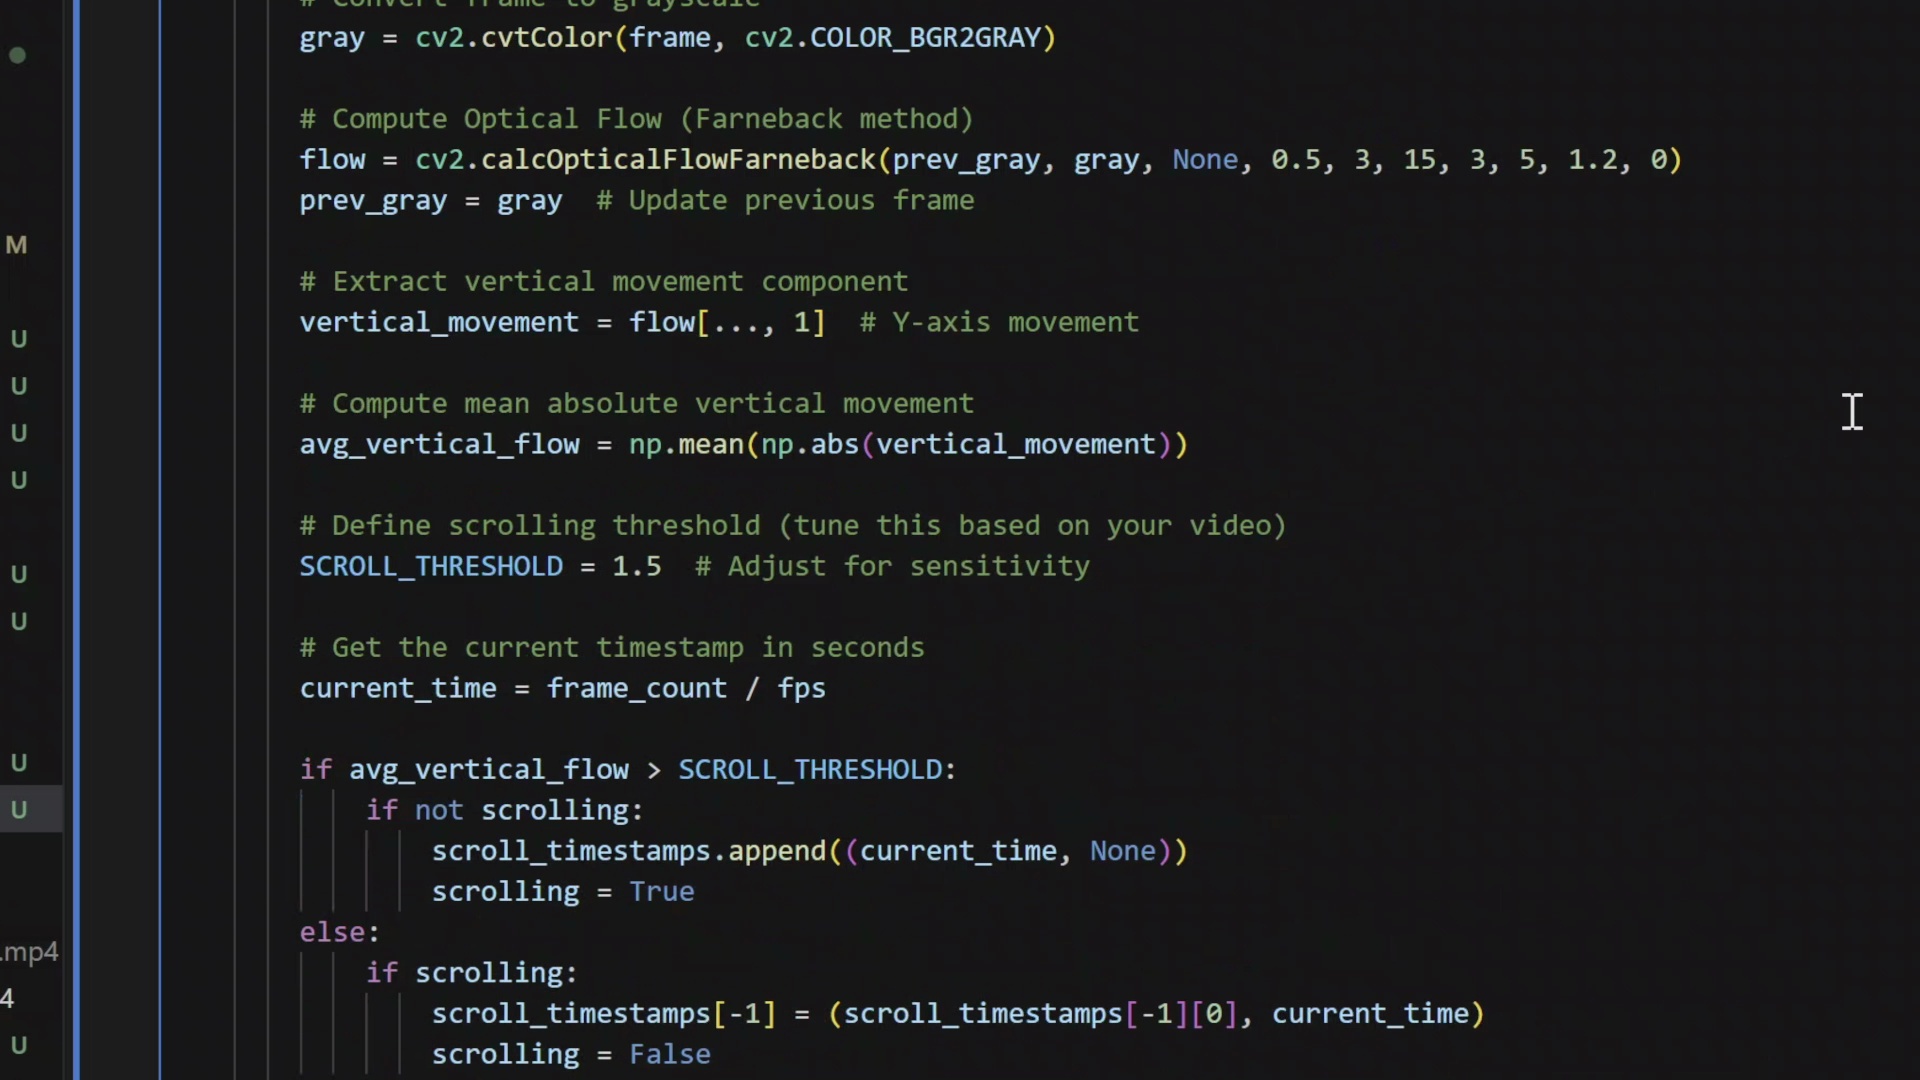 # Convert frame to grayscale
gray = cv2.cvtColor(frame, cv2.COLOR_BGR2GRAY)
# Compute Optical Flow (Farneback method)
flow = cv2.calcOpticalFlowFarneback(prev_gray, gray, None, 0.5, 3, 15, 3, 5, 1.2, 0)
prev_gray = gray  # Update previous frame
M
# Extract vertical movement component
vertical_movement = flow[..., 1]  # Y-axis movement
U
U
# Compute mean absolute vertical movement
U
avg_vertical_flow = np.mean(np.abs(vertical_movement))
U
# Define scrolling threshold (tune this based on your video)
SCROLL_THRESHOLD = 1.5  # Adjust for sensitivity
U
U
# Get the current timestamp in seconds
current_time = frame_count / fps
U
if avg_vertical_flow > SCROLL_THRESHOLD:
U
if not scrolling:
scroll_timestamps.append((current_time, None))
scrolling = True
else:
.mp4
if scrolling:
4
scroll_timestamps[-1] = (scroll_timestamps[-1][0], current_time)
U
scrolling = False